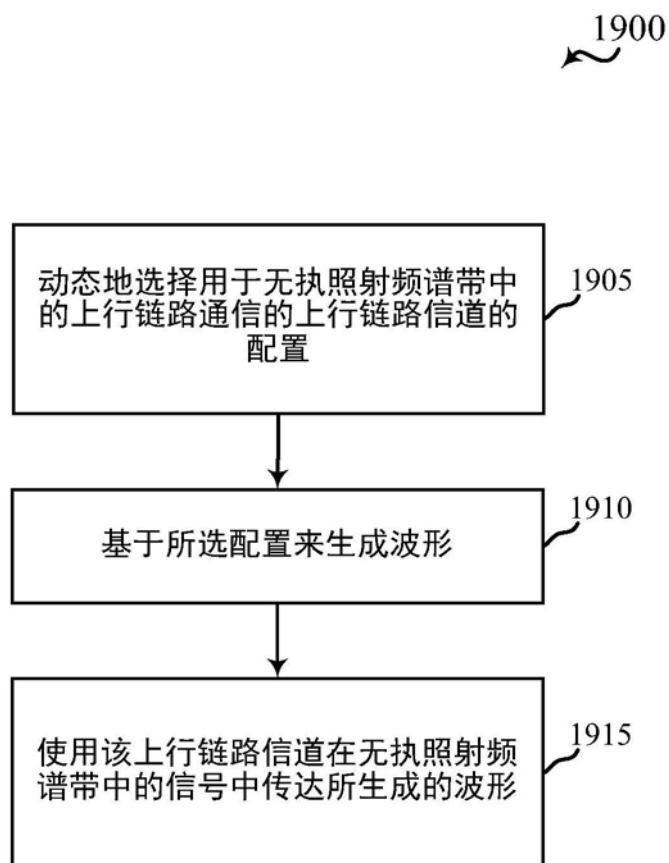 1900
动态地选择用于无执照射频谱带中
的上行链路通信的上行链路信道的
配置
1905
基于所选配置来生成波形
1910
使用该上行链路信道在无执照射频
谱带中的信号中传达所生成的波形
1915